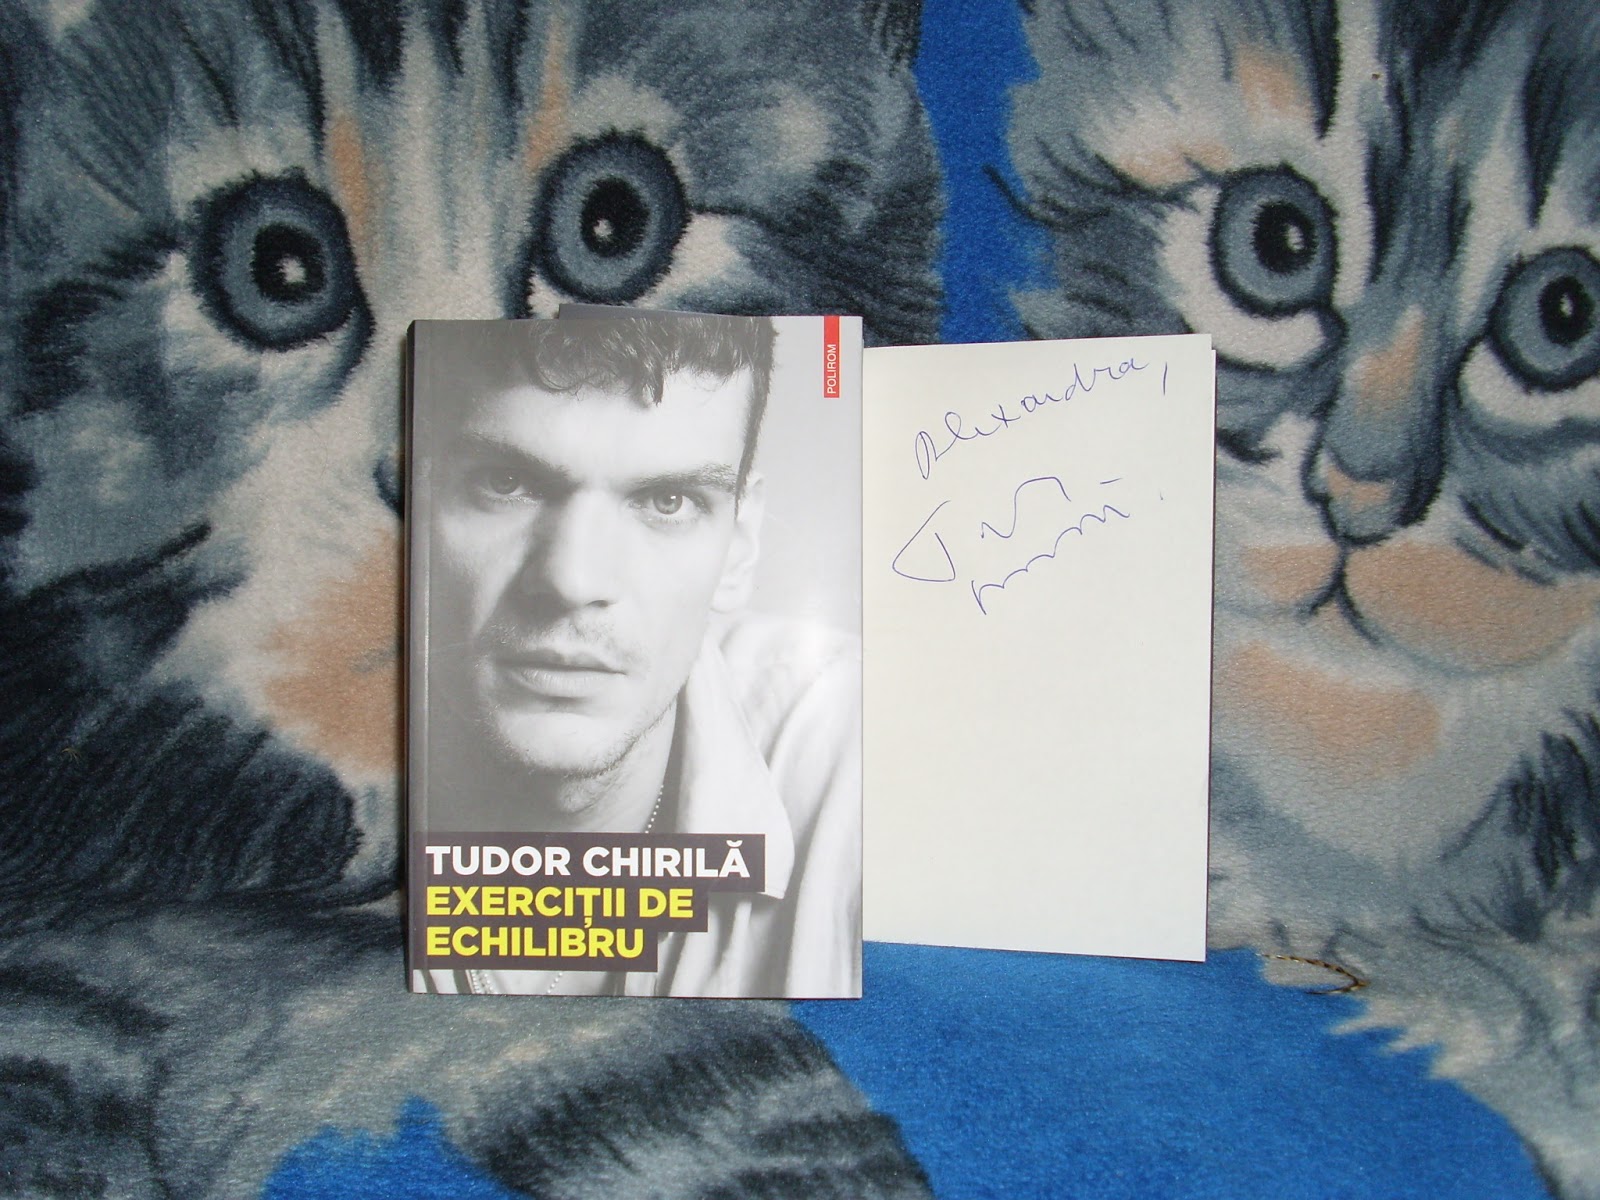 POLIROM
TUDOR CHIRILĂ
EXERCIȚII DE
ECHILIBRU
Alexandra,